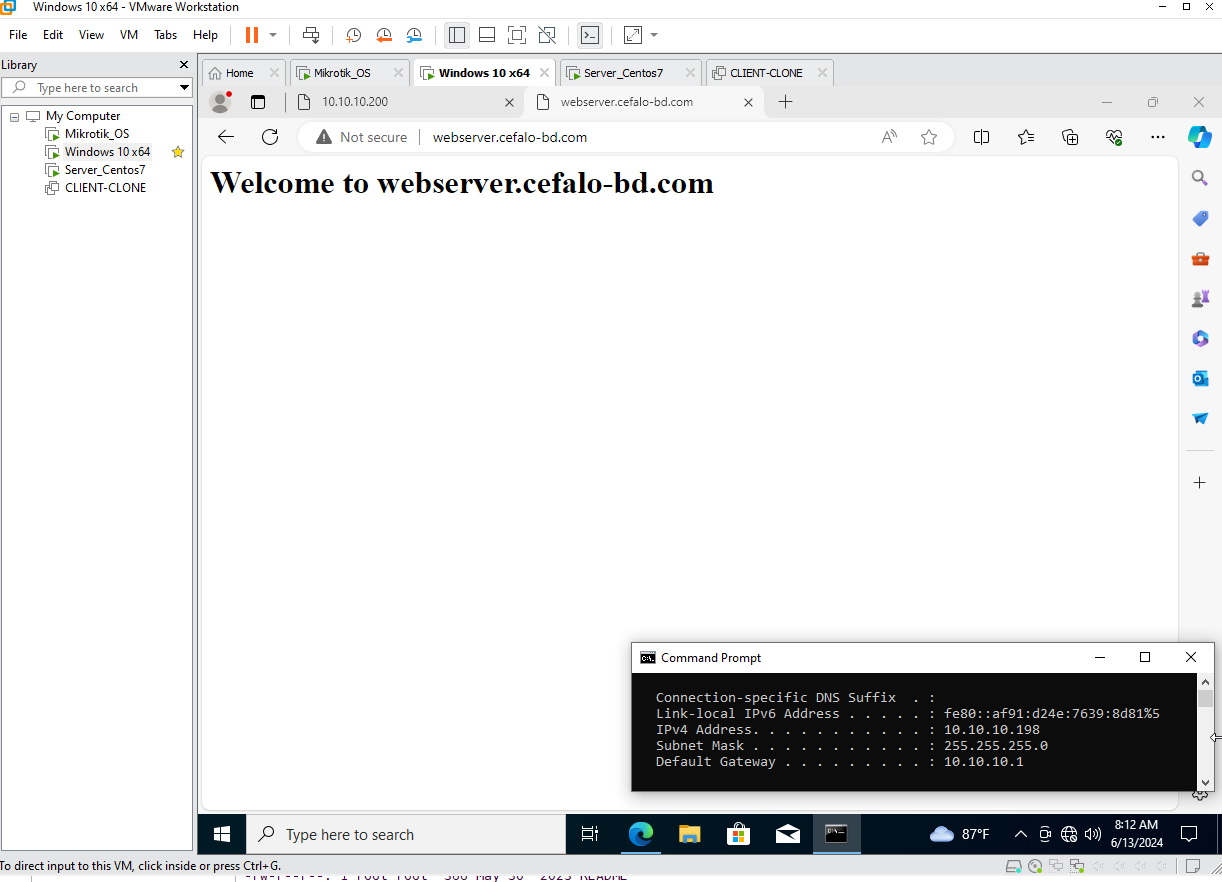 Windows 10 x64 - VMware Workstation
File Edit View VM Tabs Help
Library
Type here to search
My Computer
Mikrotik_OS
Windows 10 x64
Server_Centos7
CLIENT-CLONE
Home Mikrotik_OS Windows 10 x64 Server_Centos7 CLIENT-CLONE
10.10.10.200 webserver.cefalo-bd.com
Not secure webserver.cefalo-bd.com
Welcome to webserver.cefalo-bd.com
Command Prompt
Connection-specific DNS Suffix . :
Link-local IPv6 Address . . . . . : fe80::af91:d24e:7639:8d81%5
IPv4 Address. . . . . . . . . . . : 10.10.10.198
Subnet Mask . . . . . . . . . . . : 255.255.255.0
Default Gateway . . . . . . . . . : 10.10.10.1
Type here to search
87°F
8:12 AM
6/13/2024
To direct input to this VM, click inside or press Ctrl+G.